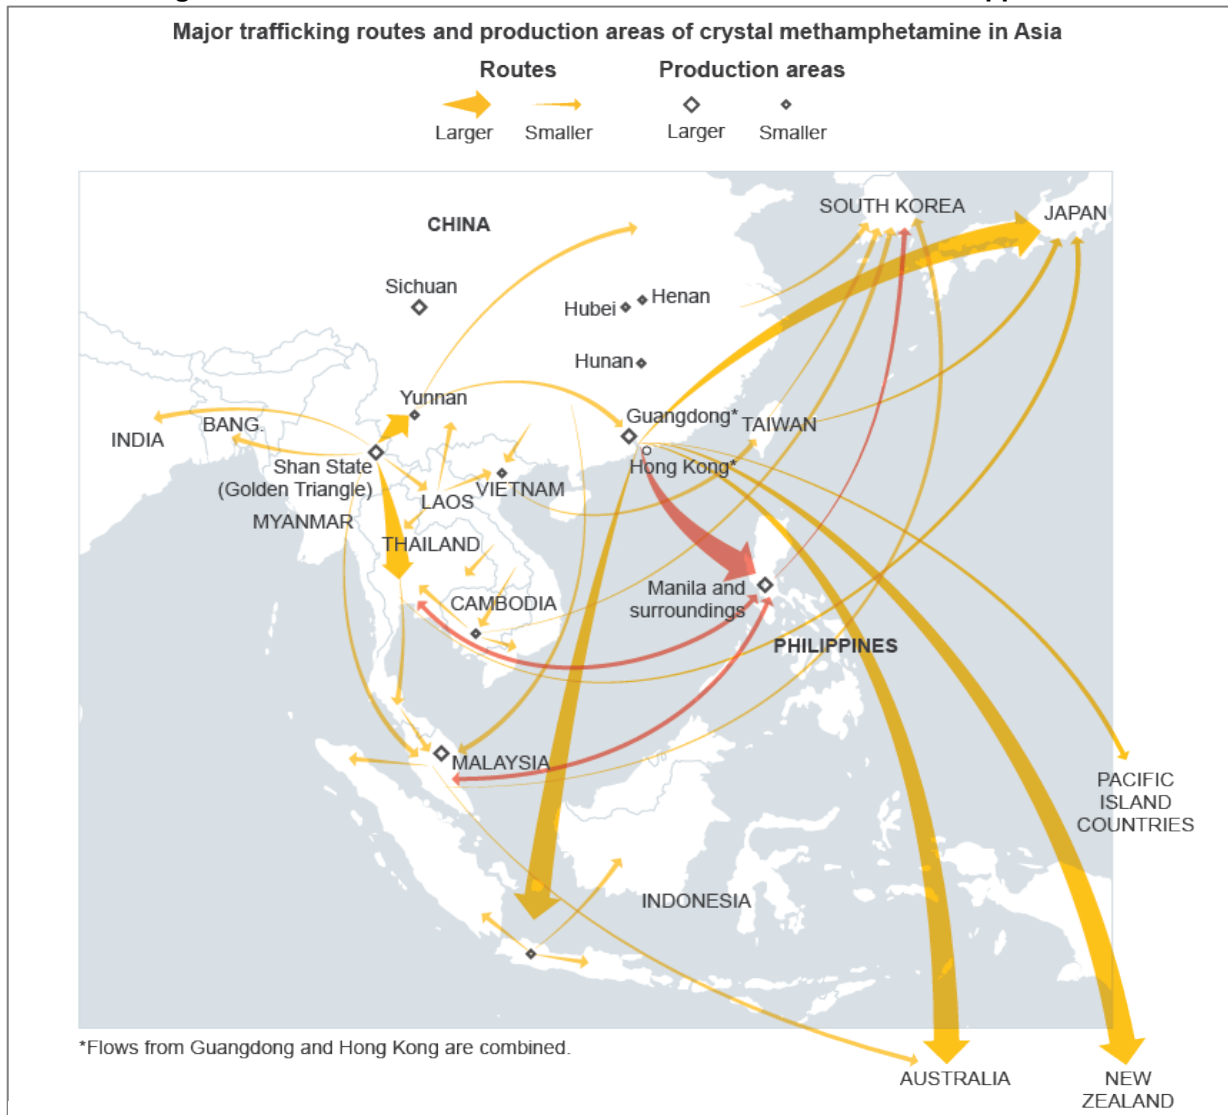 Major trafficking routes and production areas of crystal methamphetamine in Asia
Routes
Production areas
Larger
Smaller
Larger
Smaller
SOUTH KOREA
JAPAN
CHINA
Sichuan
Henan
Hubei
Hunan
Yunnan
Guangdong*
TAIWAN
INDIA
BANG.
Hong Kong*
Shan State
(Golden Triangle)
VIETNAM
LAOS
MYANMAR
THAILAND
Manila and
surroundings
CAMBODIA
PHILIPPINES
MALAYSIA
PACIFIC
ISLAND
COUNTRIES
INDONESIA
*Flows from Guangdong and Hong Kong are combined.
AUSTRALIA
NEW
ZEALAND